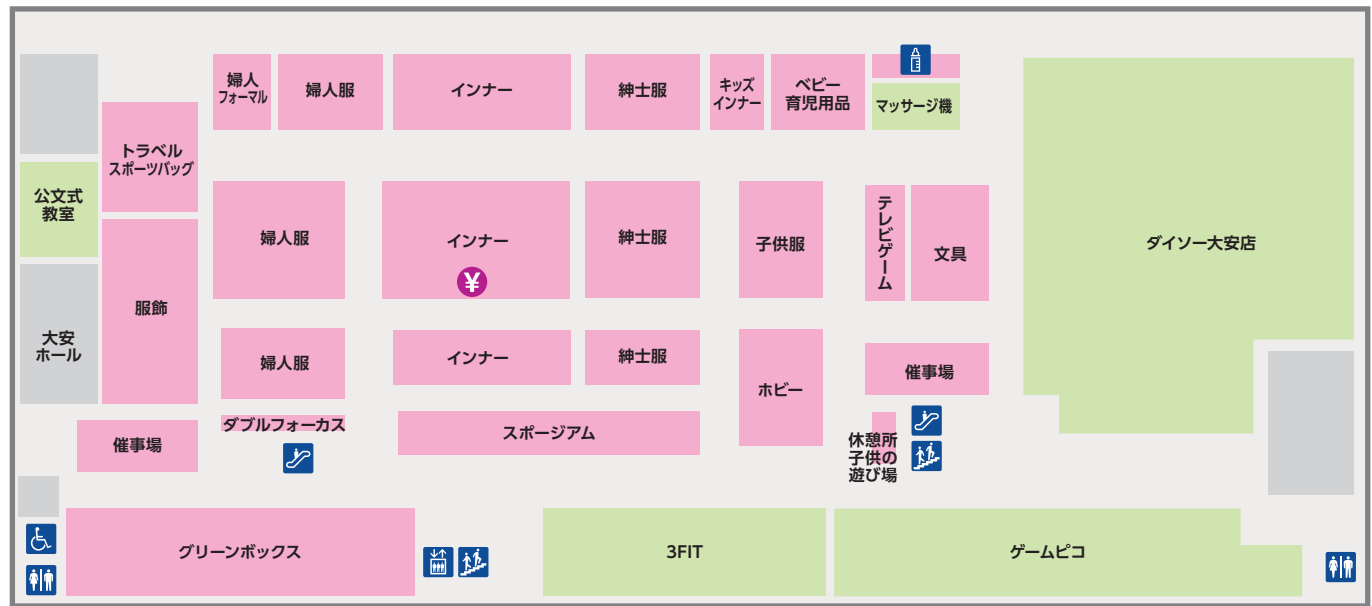 婦人
フォーマル
婦人服
インナー
紳士服
キッズ
インナー
ベビー
育児用品
マッサージ機
トラベル
スポーツバッグ
公文式
教室
婦人服
インナー
¥
紳士服
子供服
テレビゲーム
文具
ダイソー大安店
服飾
大安
ホール
婦人服
インナー
紳士服
ホビー
催事場
ダブルフォーカス
スポージアム
催事場
休憩所
子供の
遊び場
グリーンボックス
3FIT
ゲームピコ